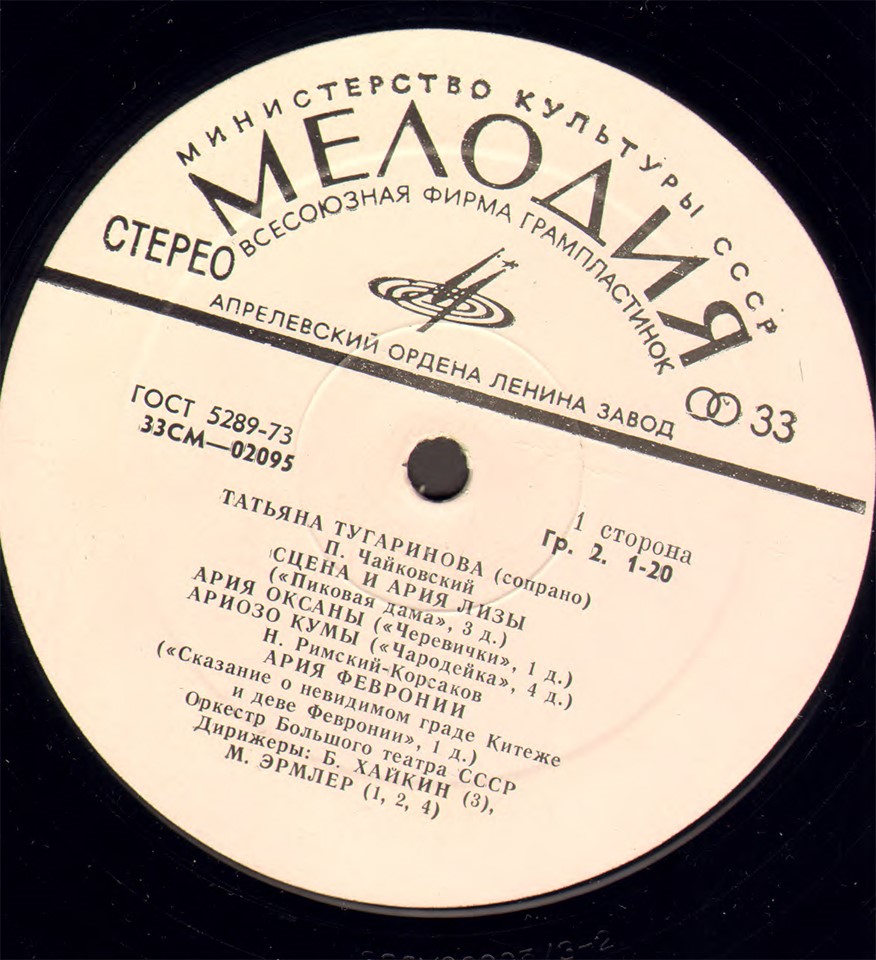 МИНИСТЕРСТВО КУЛЬТУРЫ СССР
МЕЛОДИЯ
ВСЕСОЮЗНАЯ ФИРМА ГРАМПЛАСТИНОК
СТЕРЕО
33
АПРЕЛЕВСКИЙ ОРДЕНА ЛЕНИНА ЗАВОД
ГОСТ 5289-73
33СМ—02095
1 сторона
Гр. 2. 1-20
ТАТЬЯНА ТУГАРИНОВА (сопрано)
П. Чайковский
СЦЕНА И АРИЯ ЛИЗЫ
(«Пиковая дама», 3 д.)
АРИЯ ОКСАНЫ («Черевички», 1 д.)
АРИОЗО КУМЫ («Чародейка», 4 д.)
Н. Римский-Корсаков
АРИЯ ФЕВРОНИИ
(«Сказание о невидимом граде Китеже
и деве Февронии», 1 д.)
Оркестр Большого театра СССР
Дирижеры: Б. ХАЙКИН (3),
М. ЭРМЛЕР (1, 2, 4)